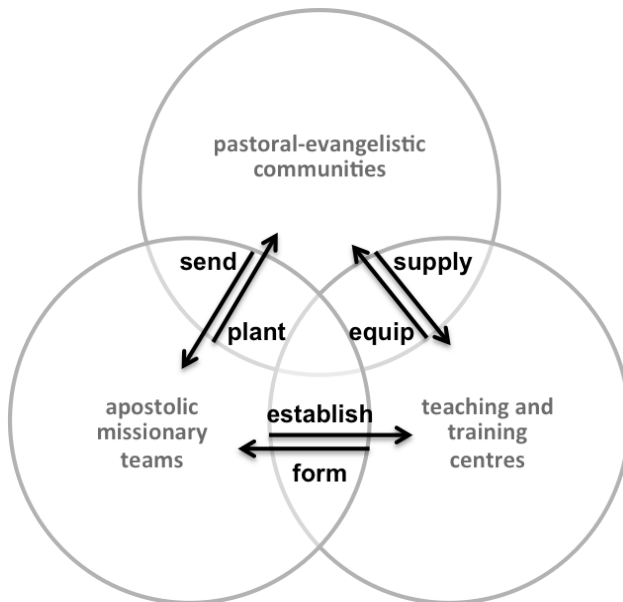 pastoral-evangelistic
communities
send
supply
plant
equip
apostolic
missionary
teams
establish
form
teaching and
training
centres